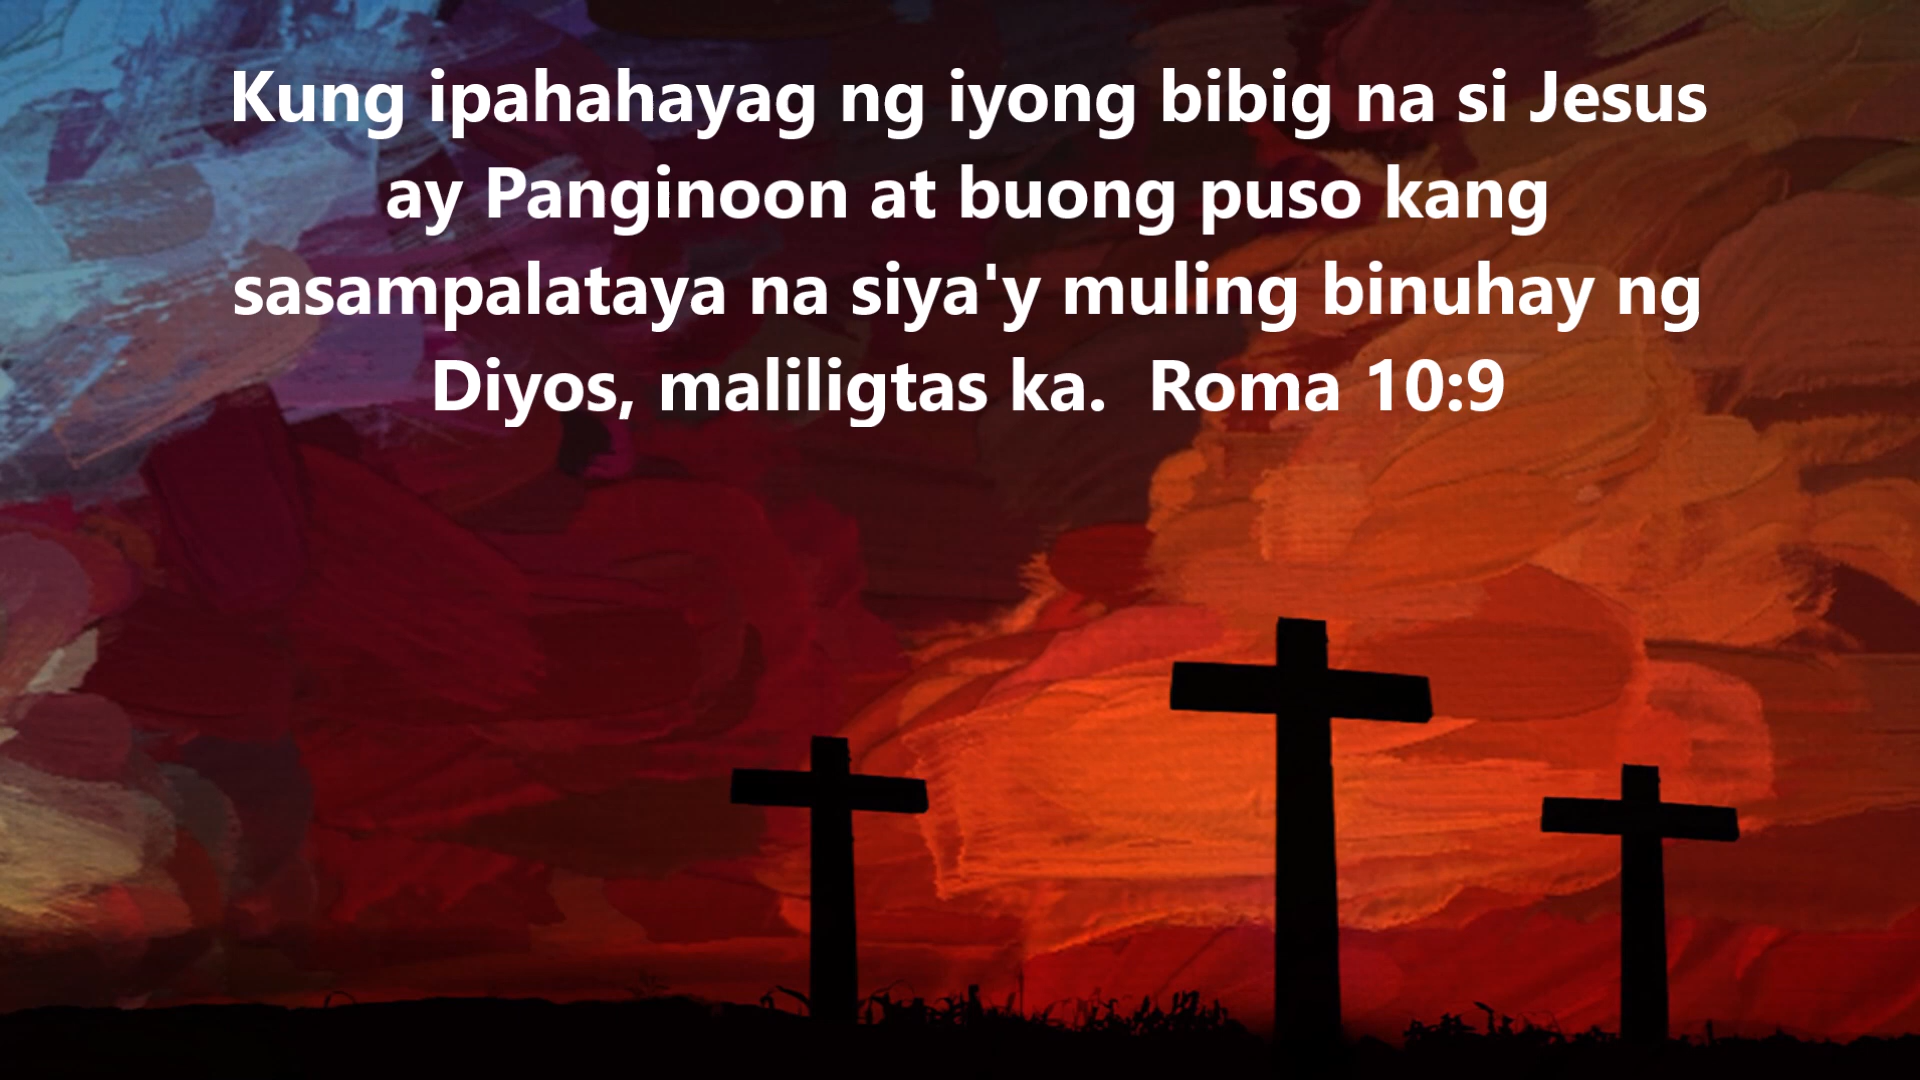 Kung ipahahayag ng iyong bibig na si Jesus
ay Panginoon at buong puso kang
sasampalataya na siya'y muling binuhay ng
Diyos, maliligtas ka.  Roma 10:9